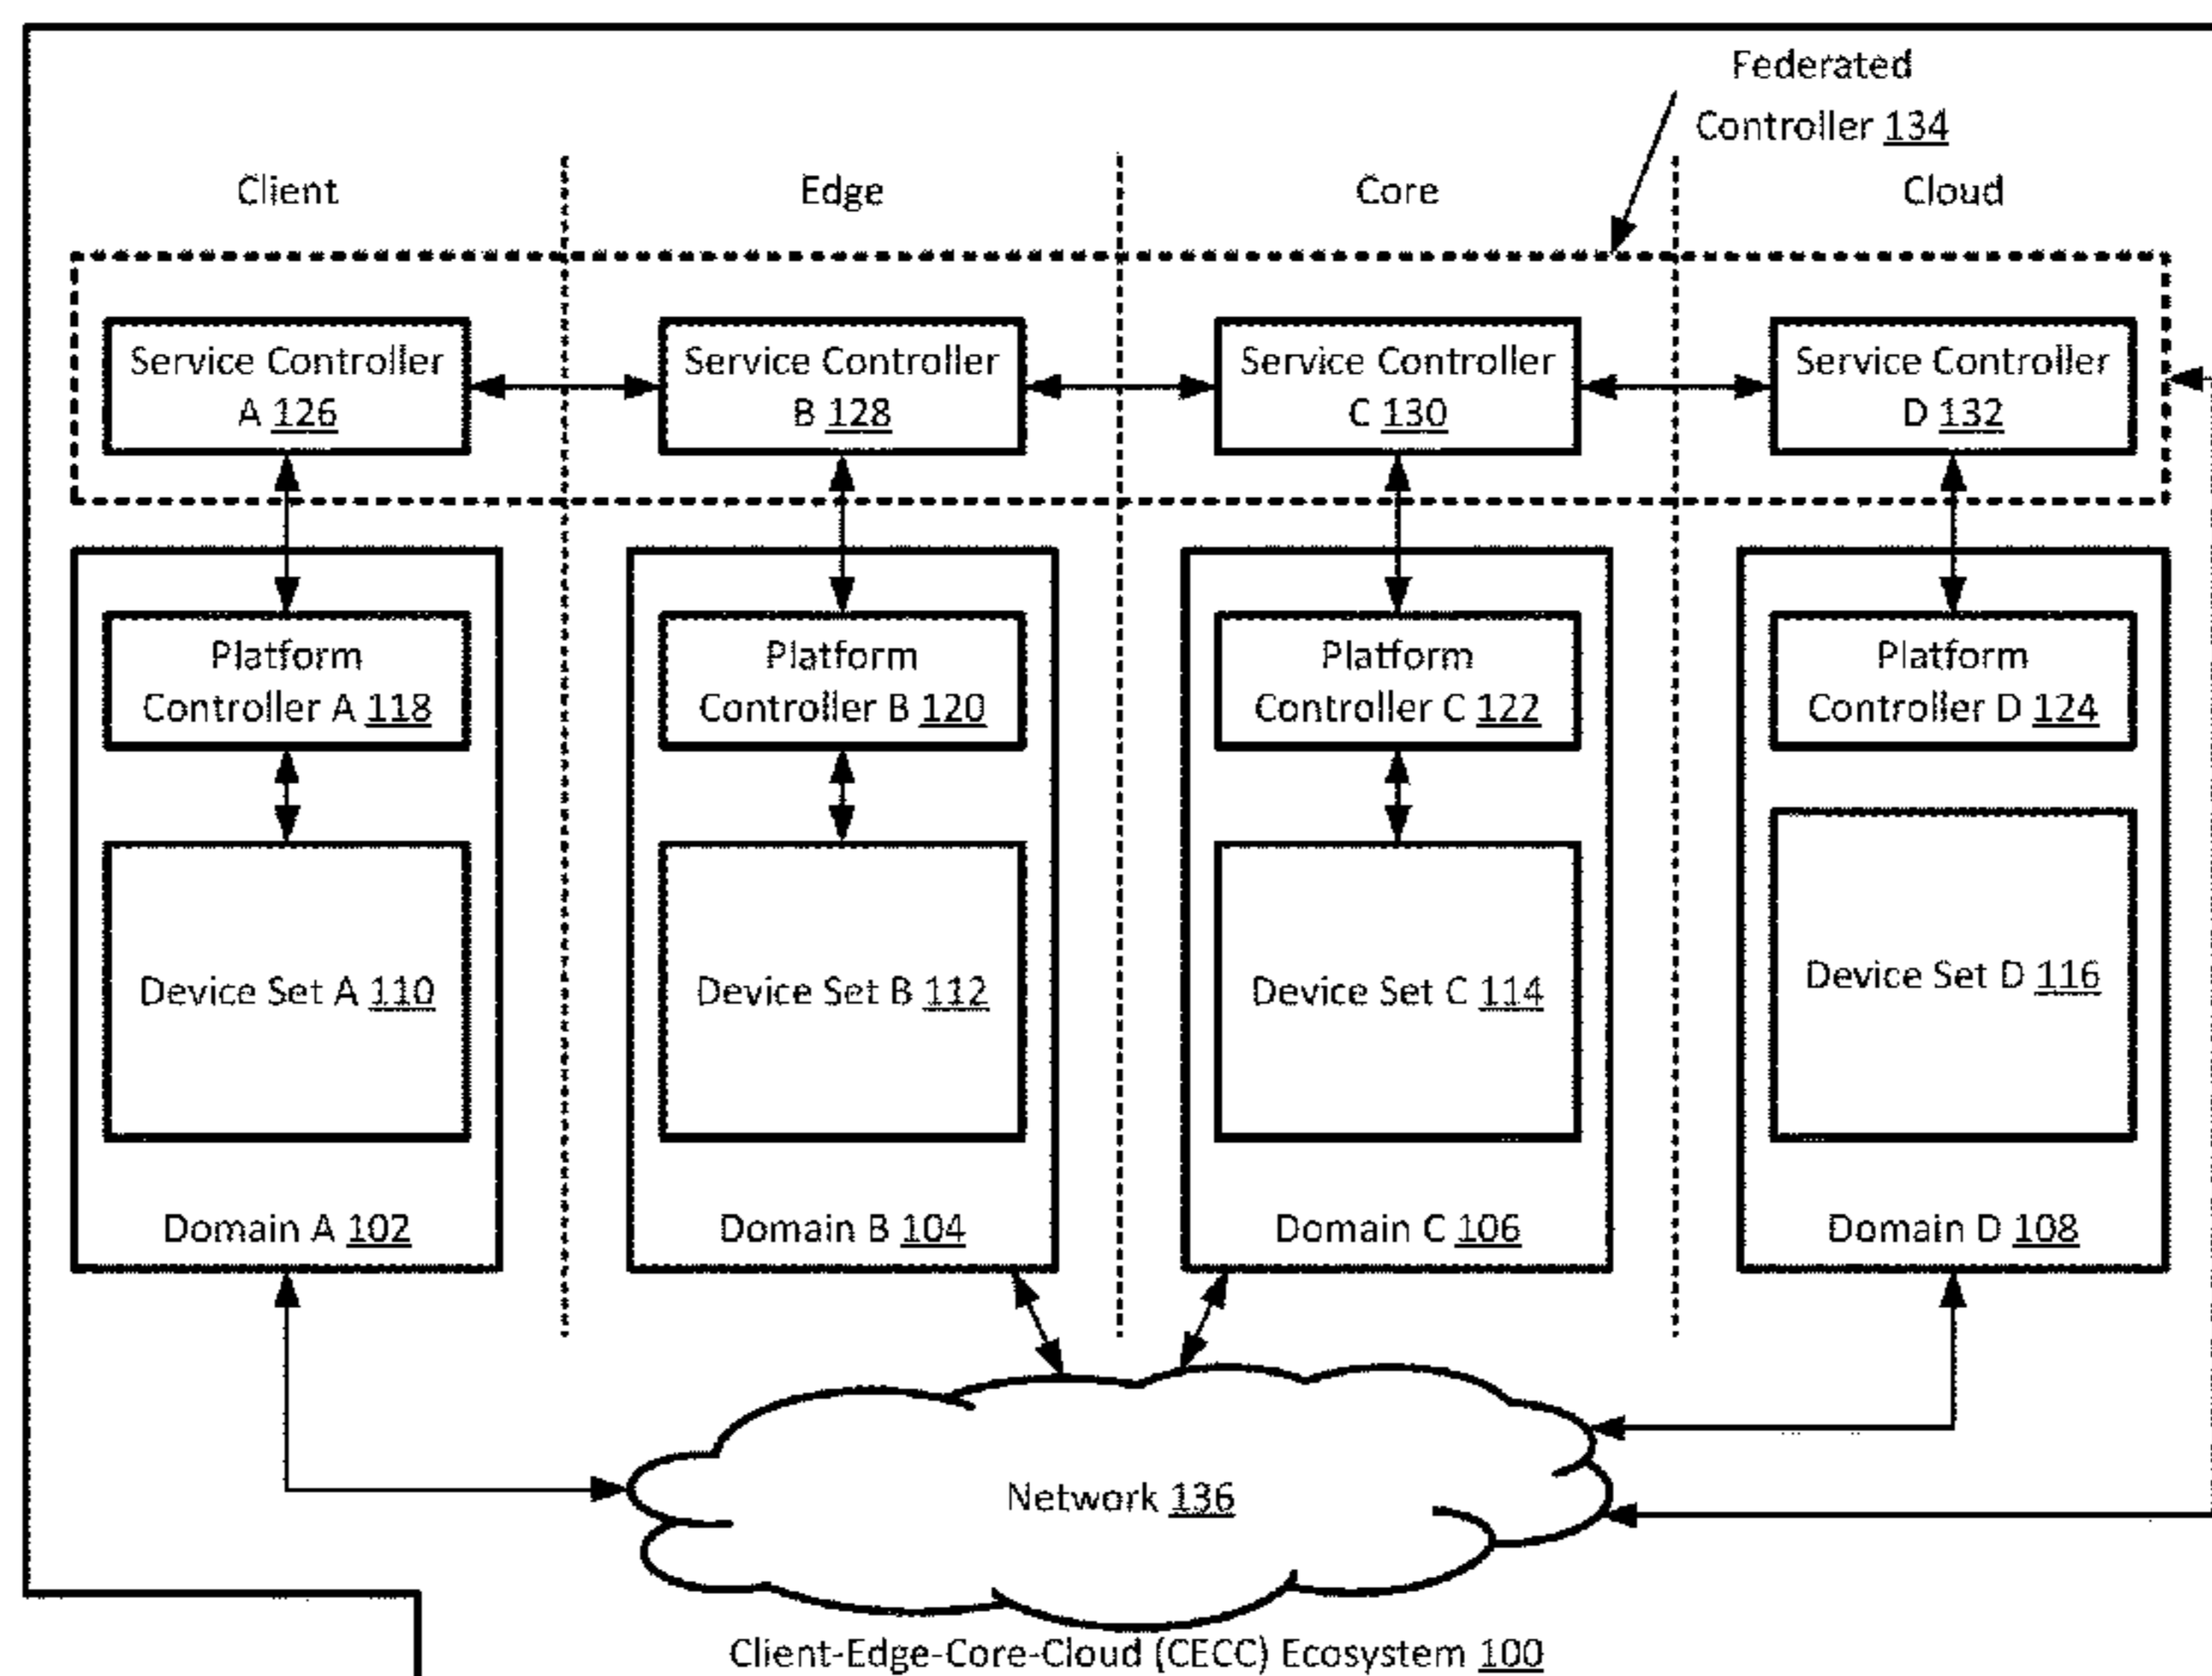 Federated
Controller 134
Client
Edge
Core
Cloud
Service Controller
A 126
Service Controller
B 128
Service Controller
C 130
Service Controller
D 132
Platform
Controller A 118
Platform
Controller B 120
Platform
Controller C 122
Platform
Controller D 124
Device Set A 110
Device Set B 112
Device Set C 114
Device Set D 116
Domain A 102
Domain B 104
Domain C 106
Domain D 108
Network 136
Client-Edge-Core-Cloud (CECC) Ecosystem 100